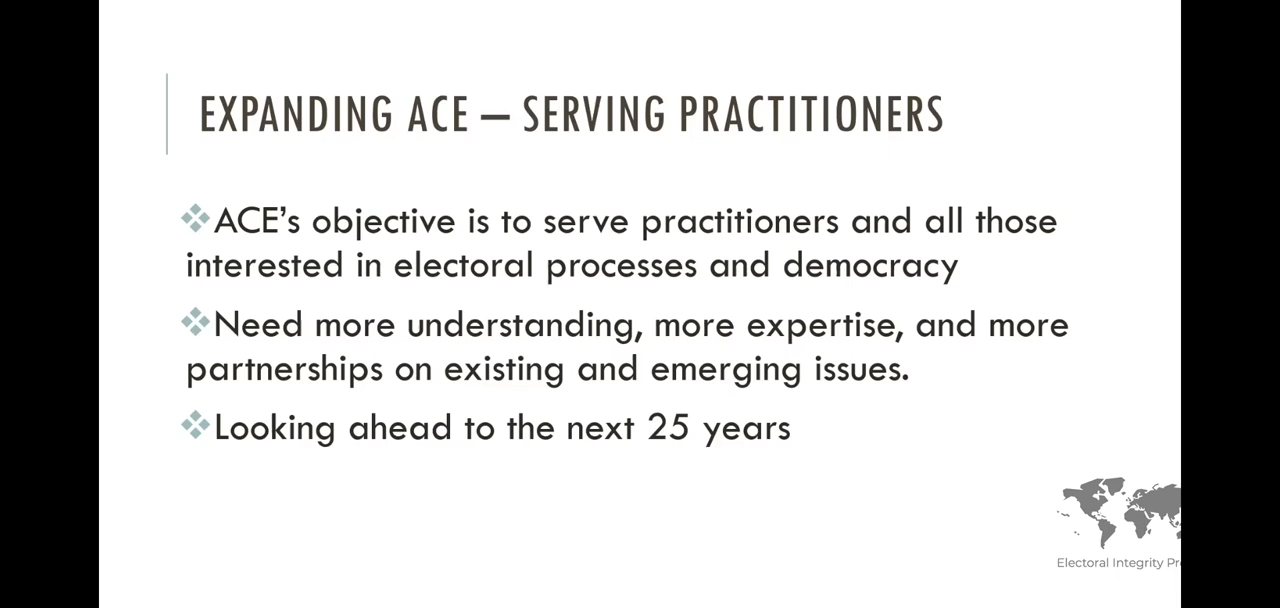 EXPANDING ACE – SERVING PRACTITIONERS
ACE's objective is to serve practitioners and all those
interested in electoral processes and democracy
Need more understanding, more expertise, and more
partnerships on existing and emerging issues.
Looking ahead to the next 25 years
Electoral Integrity